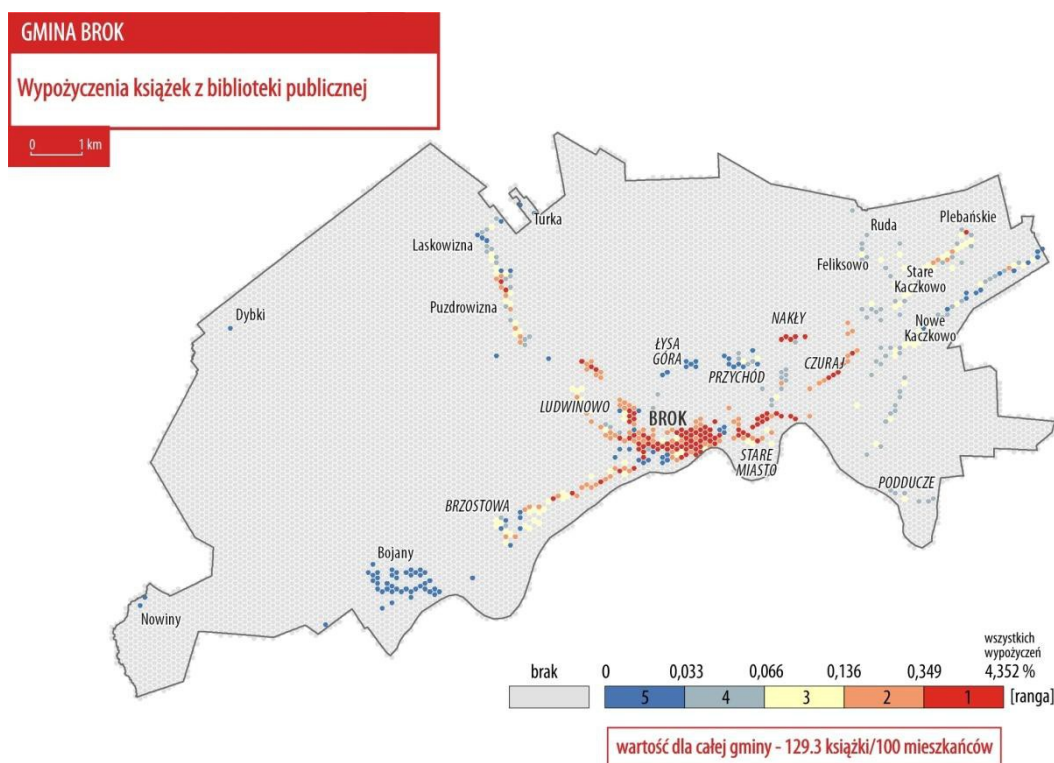 GMINA BROK
Wypożyczenia książek z biblioteki publicznej
0 1 km
Turka
Laskowizna
Ruda
Plebańskie
Feliksowo
Stare
Kaczkowo
Puzdrowizna
Dybki
NAKŁY
Nowe
Kaczkowo
ŁYSA
GÓRA
PRZYCHÓD
CZURAJ
LUDWINOWO
BROK
STARE
MIASTO
PODDUCZE
BRZOSTOWA
Bojany
Nowiny
wszystkich
wypożyczeń
brak 0 0,033 0,066 0,136 0,349 4,352 %
5 4 3 2 1 [ranga]
wartość dla całej gminy - 129.3 książki/100 mieszkańców